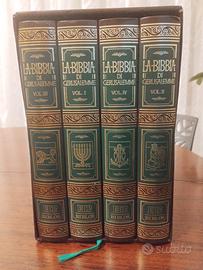 LA·BIBBIA
DI
GERUSALEMME
VOL. III
LA·BIBBIA
DI
GERUSALEMME
VOL. I
LA·BIBBIA
DI
GERUSALEMME
VOL. IV
LA·BIBBIA
DI
GERUSALEMME
VOL. II
subito